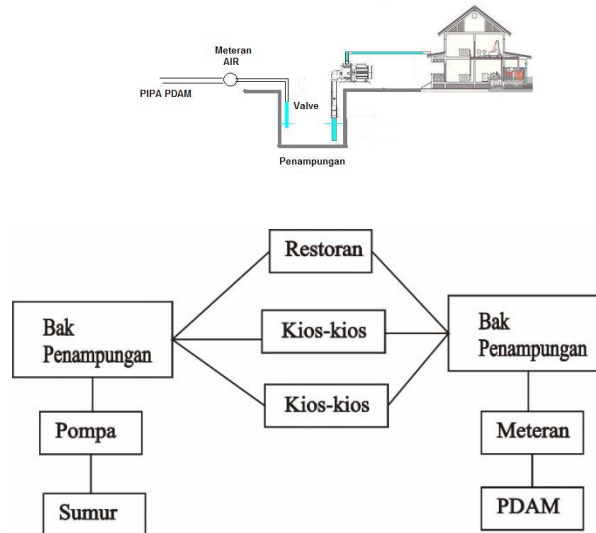 Meteran
AIR
PIPA PDAM
Valve
Penampungan
Restoran
Bak
Penampungan
Kios-kios
Bak
Penampungan
Kios-kios
Pompa
Meteran
Sumur
PDAM